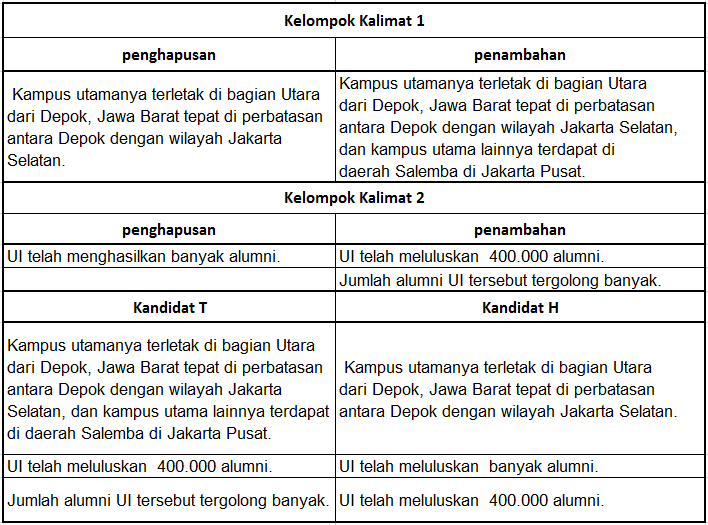 Kelompok Kalimat 1
penghapusan
penambahan
Kampus utamanya terletak di bagian Utara
dari Depok, Jawa Barat tepat di perbatasan
antara Depok dengan wilayah Jakarta
Selatan.
Kampus utamanya terletak di bagian Utara
dari Depok, Jawa Barat tepat di perbatasan
antara Depok dengan wilayah Jakarta Selatan,
dan kampus utama lainnya terdapat di
daerah Salemba di Jakarta Pusat.
Kelompok Kalimat 2
penghapusan
penambahan
UI telah menghasilkan banyak alumni.
UI telah meluluskan 400.000 alumni.
Jumlah alumni UI tersebut tergolong banyak.
Kandidat T
Kandidat H
Kampus utamanya terletak di bagian Utara
dari Depok, Jawa Barat tepat di perbatasan
antara Depok dengan wilayah Jakarta
Selatan, dan kampus utama lainnya terdapat
di daerah Salemba di Jakarta Pusat.
Kampus utamanya terletak di bagian Utara
dari Depok, Jawa Barat tepat di perbatasan
antara Depok dengan wilayah Jakarta Selatan.
UI telah meluluskan 400.000 alumni.
UI telah meluluskan banyak alumni.
Jumlah alumni UI tersebut tergolong banyak.
UI telah meluluskan 400.000 alumni.